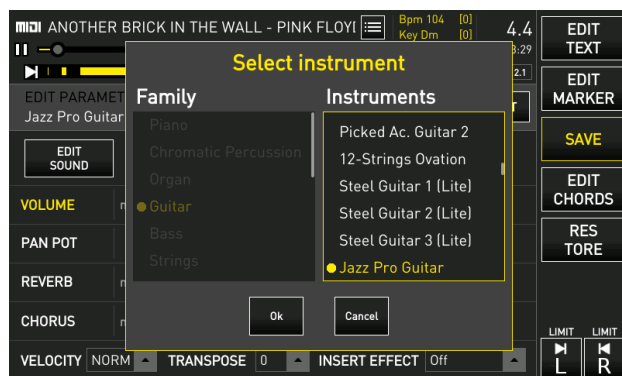 MIDI ANOTHER BRICK IN THE WALL - PINK FLOYD
Bpm 104 [0]
Key Dm [0]
4.4
3:29
2.1
EDIT PARAMET
Jazz Pro Guitar
EDIT
SOUND
VOLUME
PAN POT
REVERB
CHORUS
VELOCITY NORM TRANSPOSE 0 INSERT EFFECT Off
Select instrument
Family
Piano
Chromatic Percussion
Organ
Guitar
Bass
Strings
Instruments
Picked Ac. Guitar 2
12-Strings Ovation
Steel Guitar 1 (Lite)
Steel Guitar 2 (Lite)
Steel Guitar 3 (Lite)
Jazz Pro Guitar
Ok
Cancel
EDIT
TEXT
EDIT
MARKER
SAVE
EDIT
CHORDS
RES
TORE
LIMIT LIMIT
L R